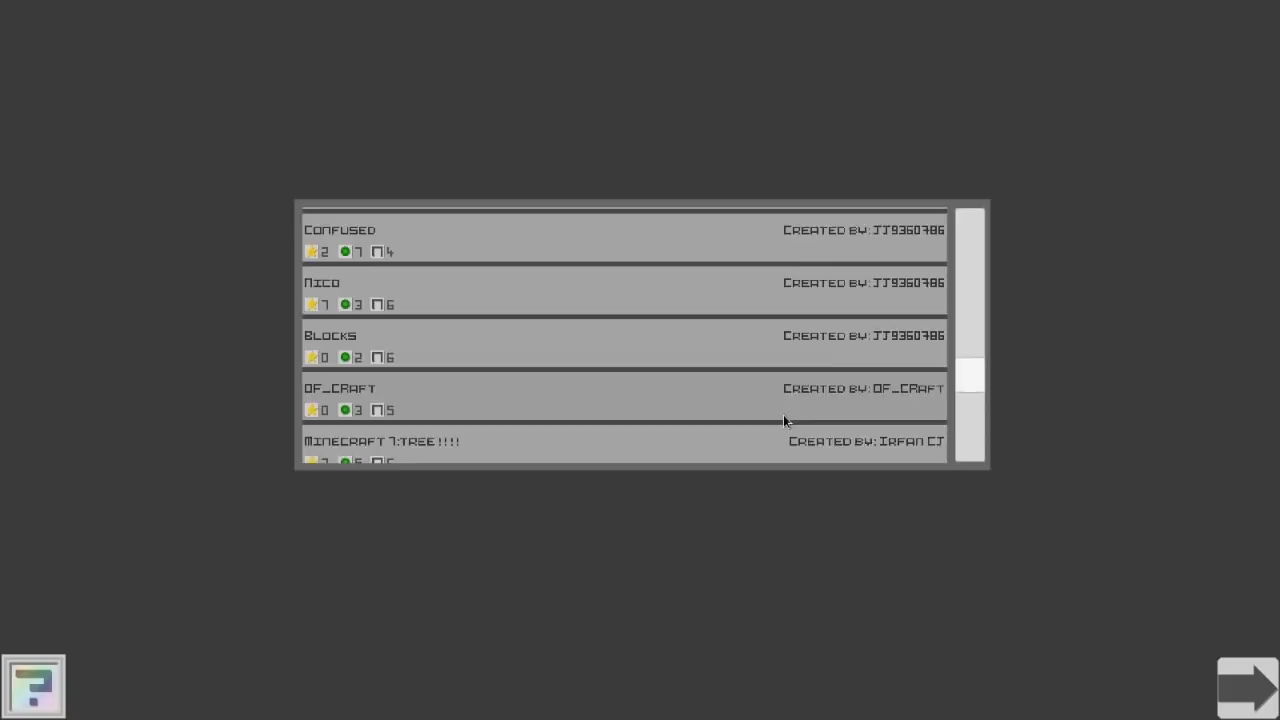 Confused Created by: JJ9360786
2 7 4
Nico Created by: JJ9360786
7 3 6
Blocks Created by: JJ9360786
0 2 6
OF_CRAFT Created by: OF_CRAFT
0 3 5
Minecraft 7:TREE !!!! Created by: Irfan CJ
?